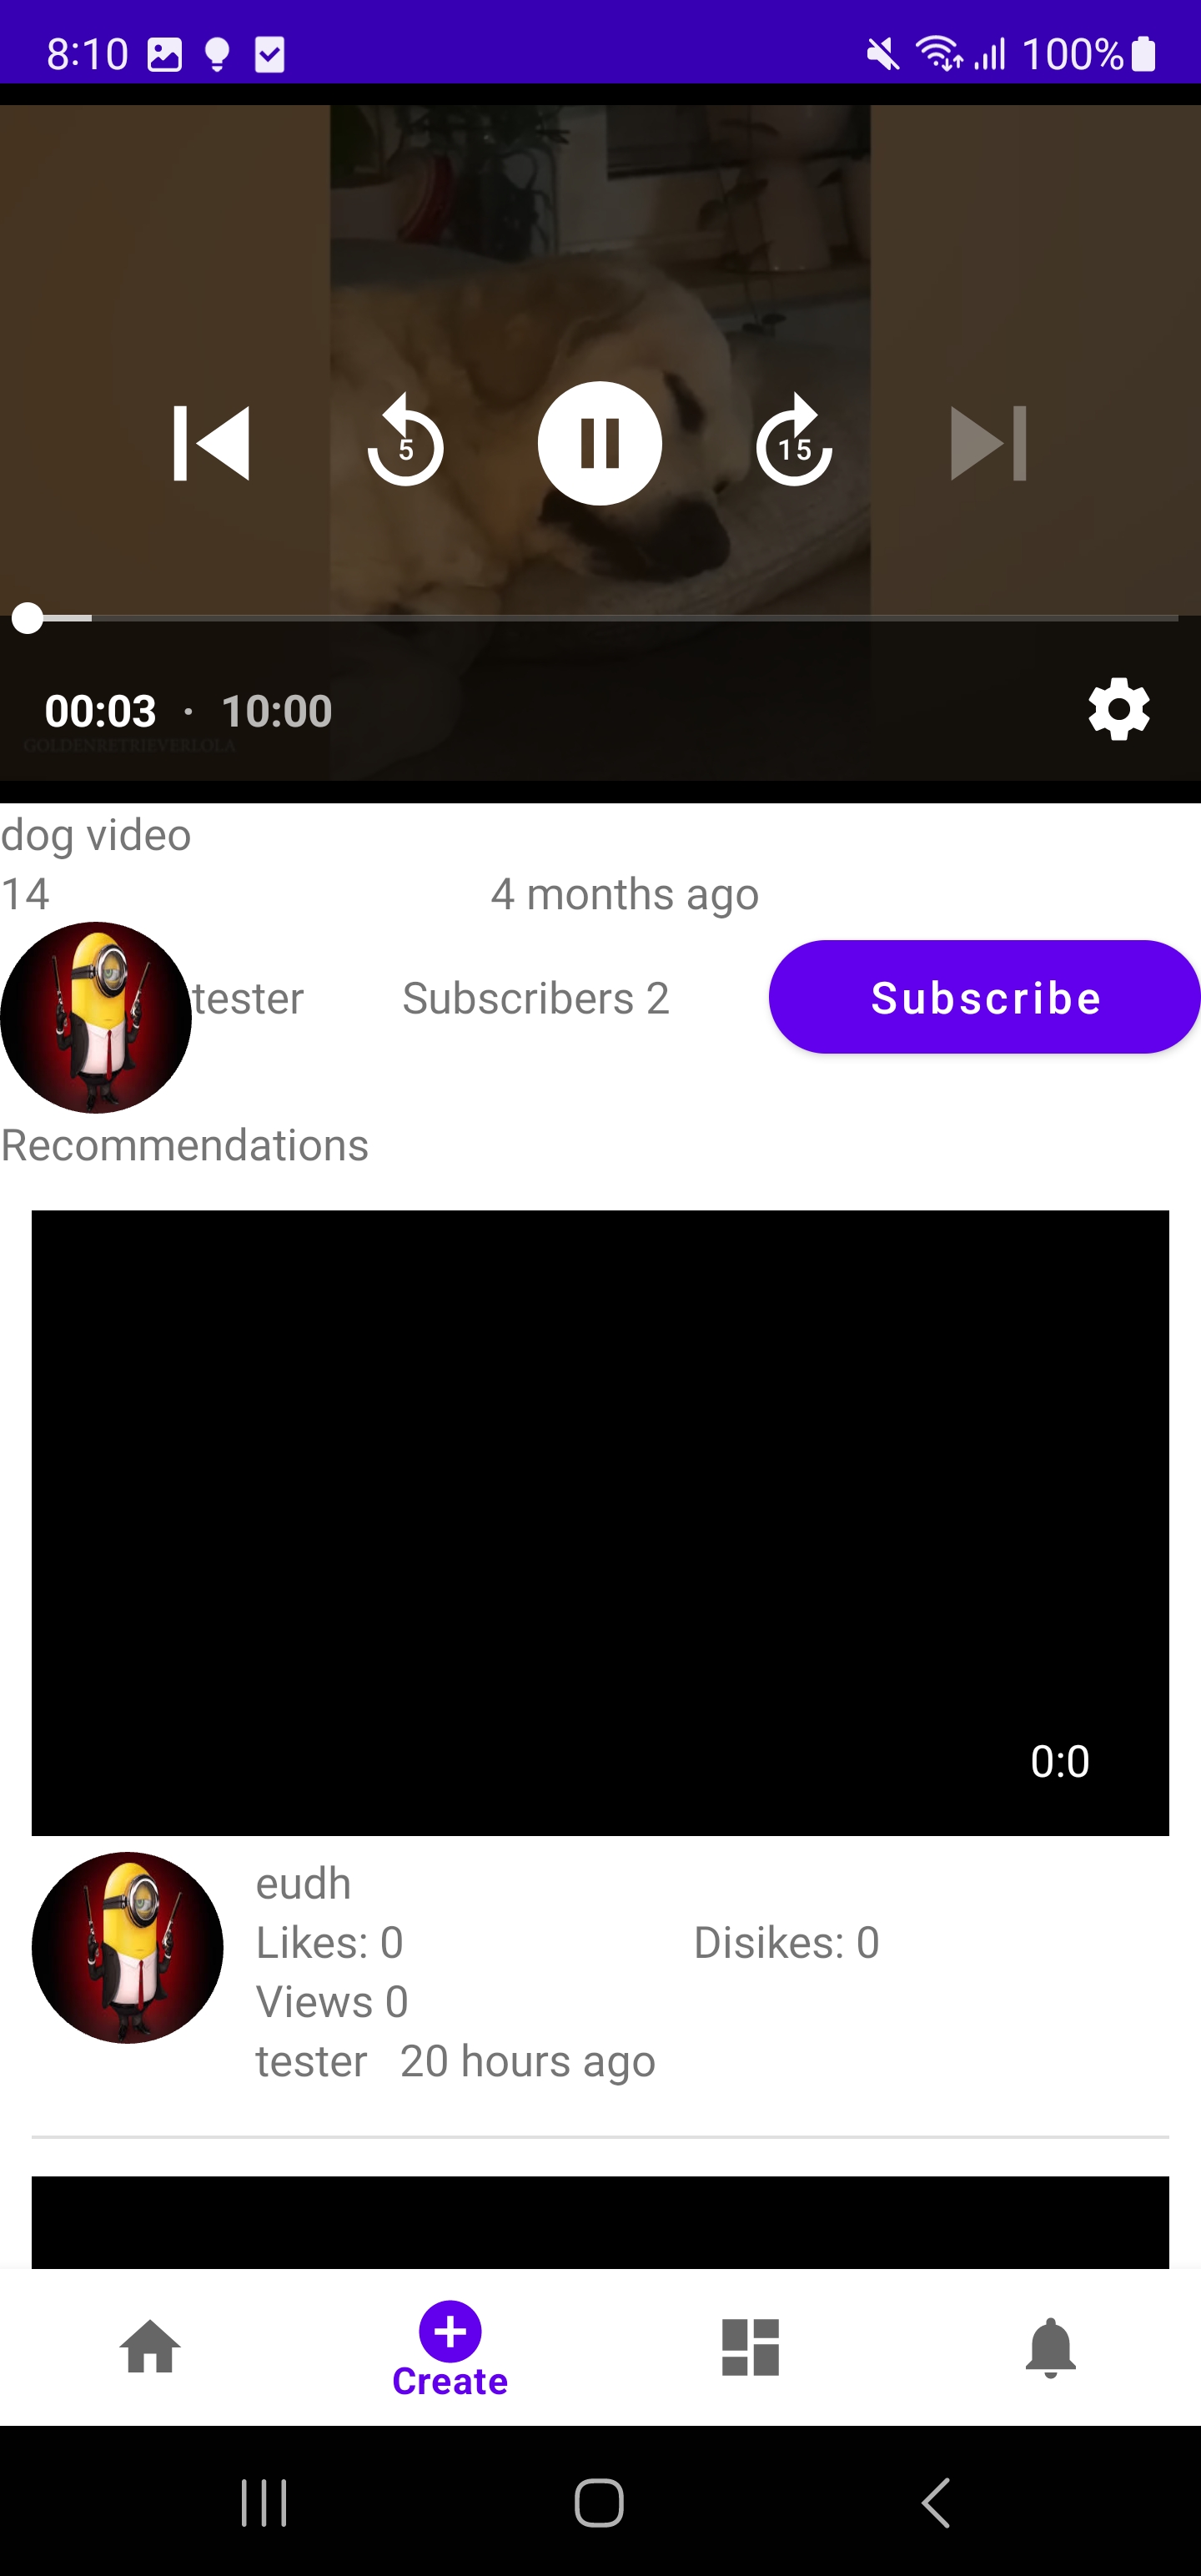 8:10 100%
5 15
00:03 · 10:00
GOLDENRETRIEVERLOLA
dog video
14 4 months ago
tester Subscribers 2 Subscribe
Recommendations
0:0
eudh
Likes: 0 Disikes: 0
Views 0
tester 20 hours ago
Create